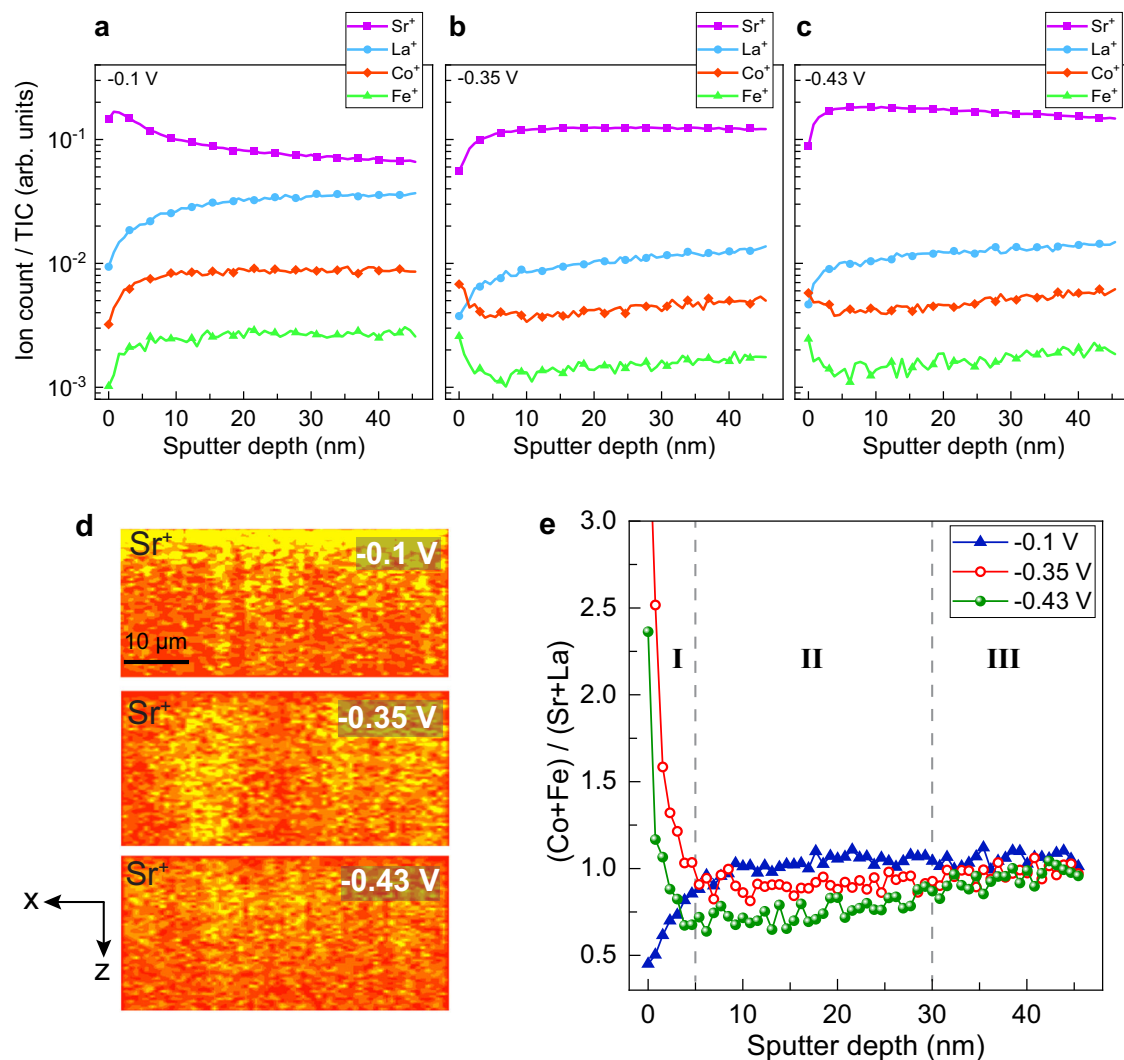 a
-0.1 V
Sr⁺
La⁺
Co⁺
Fe⁺
b
-0.35 V
Sr⁺
La⁺
Co⁺
Fe⁺
c
-0.43 V
Sr⁺
La⁺
Co⁺
Fe⁺
Ion count / TIC (arb. units)
10⁻¹
10⁻²
10⁻³
0 10 20 30 40
0 10 20 30 40
0 10 20 30 40
Sputter depth (nm)
Sputter depth (nm)
Sputter depth (nm)
d
Sr⁺
-0.1 V
10 µm
Sr⁺
-0.35 V
Sr⁺
-0.43 V
x
z
e
(Co+Fe) / (Sr+La)
3.0
2.5
2.0
1.5
1.0
0.5
-0.1 V
-0.35 V
-0.43 V
I II III
0 10 20 30 40
Sputter depth (nm)